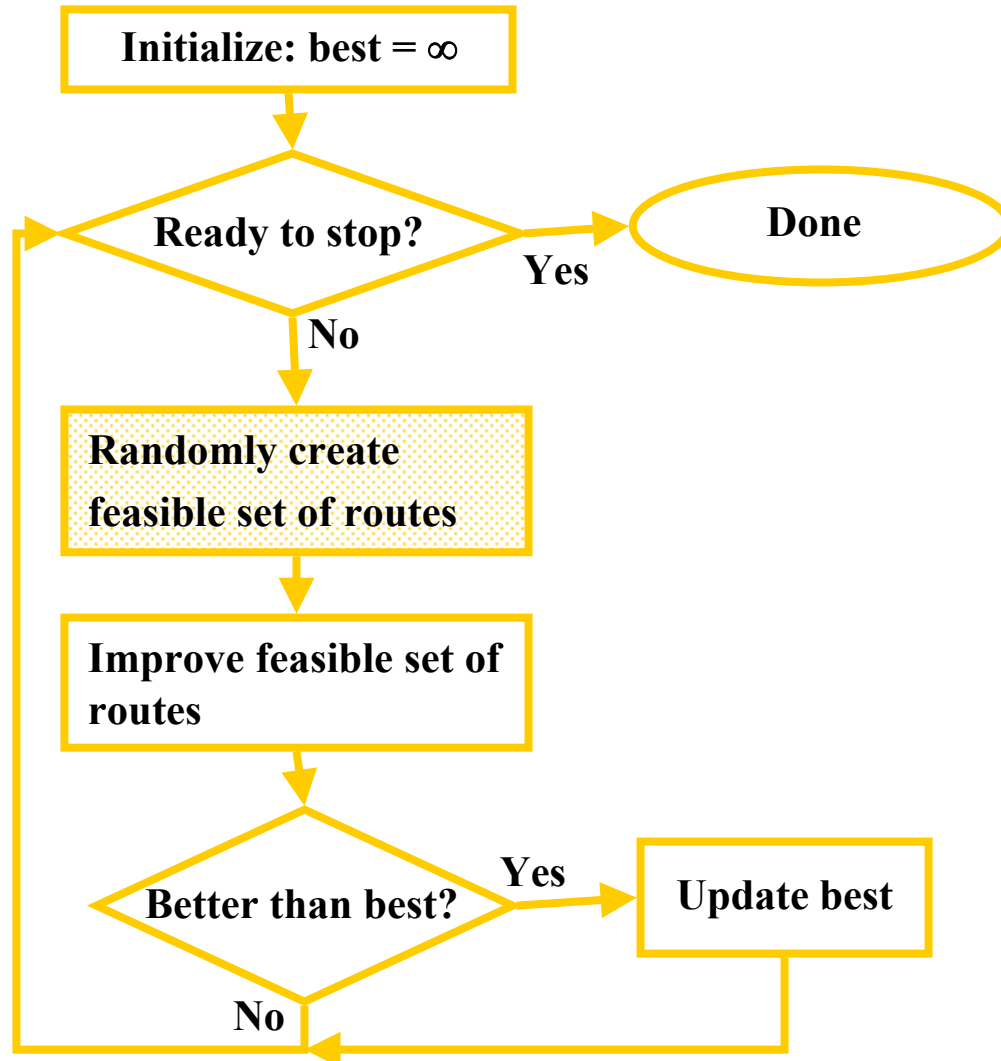 Initialize: best = ∞
Ready to stop?
Done
Yes
No
Randomly create
feasible set of routes
Improve feasible set of
routes
Better than best?
Yes
Update best
No